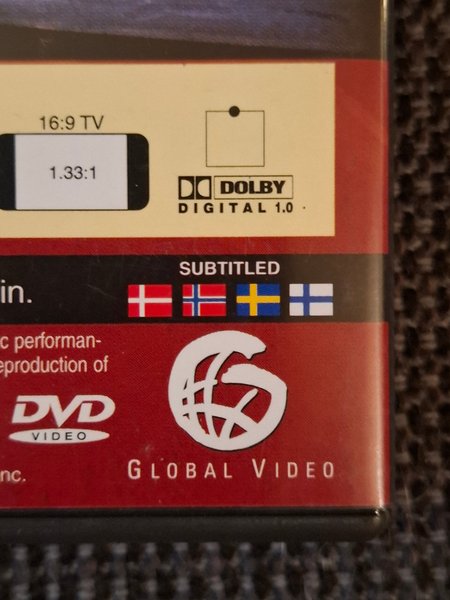 16:9 TV
1.33:1
DOLBY
DIGITAL 1.0
SUBTITLED
in.
c performan-
eproduction of
DVD
VIDEO
nc.
GLOBAL VIDEO